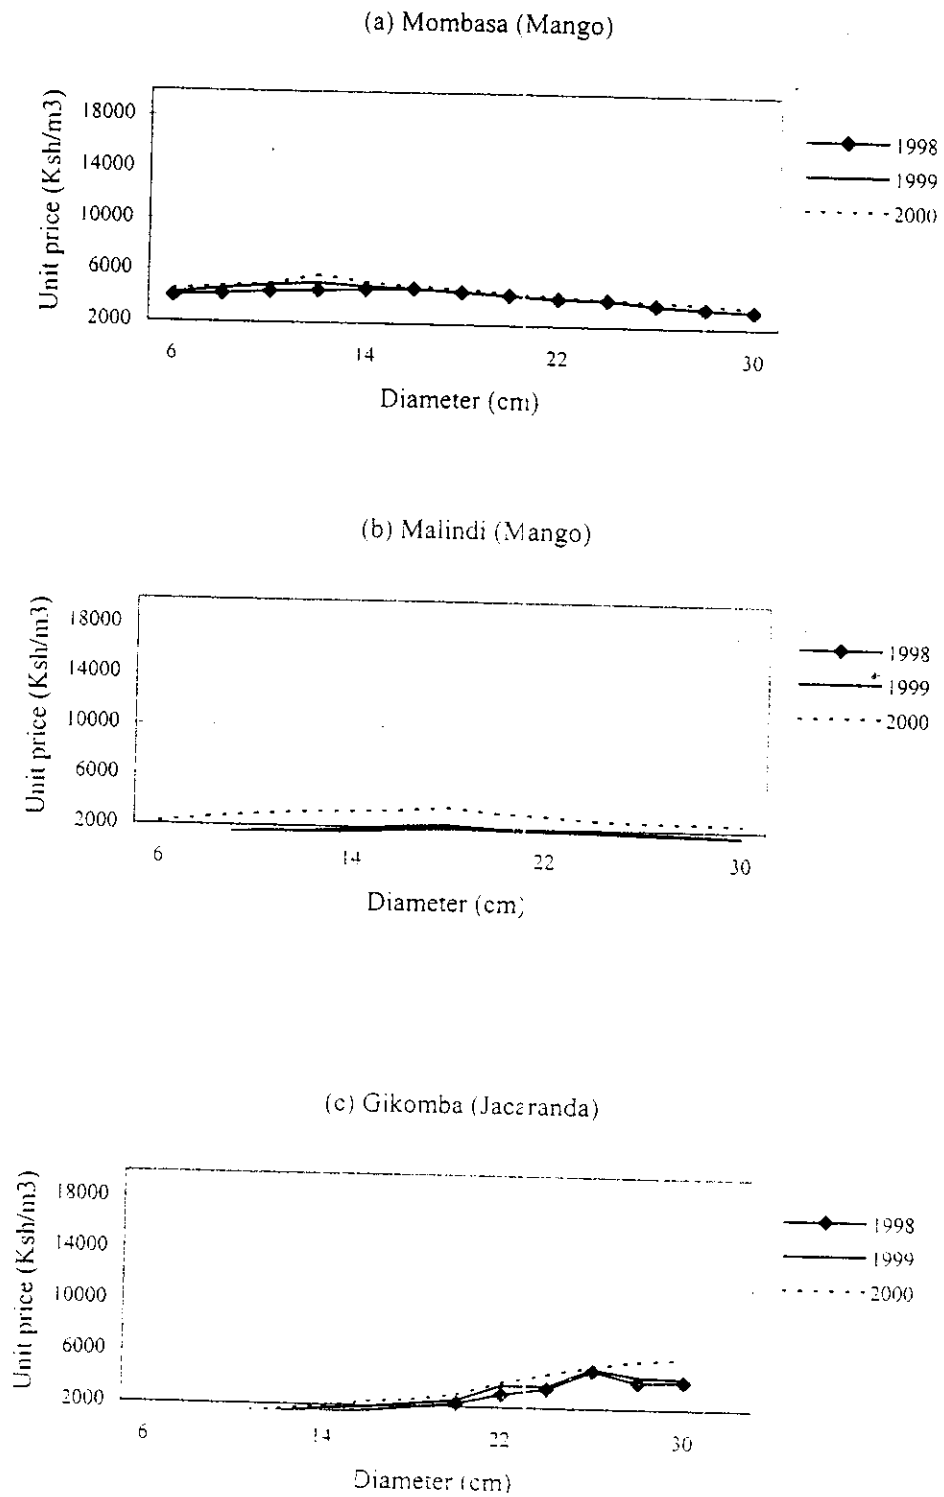 (a) Mombasa (Mango)
Unit price (Ksh/m3)
18000
14000
10000
6000
2000
6 14 22 30
Diameter (cm)
1998
1999
2000
(b) Malindi (Mango)
Unit price (Ksh/m3)
18000
14000
10000
6000
2000
6 14 22 30
Diameter (cm)
1998
1999
2000
(c) Gikomba (Jacaranda)
Unit price (Ksh/m3)
18000
14000
10000
6000
2000
6 14 22 30
Diameter (cm)
1998
1999
2000